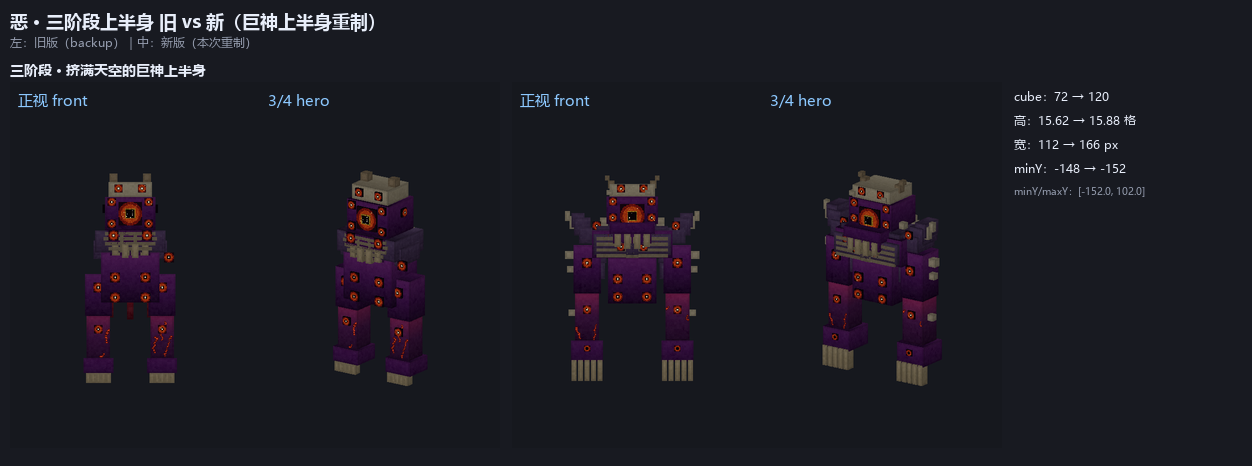 恶·三阶段上半身 旧 vs 新（巨神上半身重制）
左：旧版（backup）｜中：新版（本次重制）
三阶段·挤满天空的巨神上半身
正视 front
3/4 hero
正视 front
3/4 hero
cube：72 → 120
高：15.62 → 15.88 格
宽：112 → 166 px
minY：-148 → -152
minY/maxY：[-152.0, 102.0]